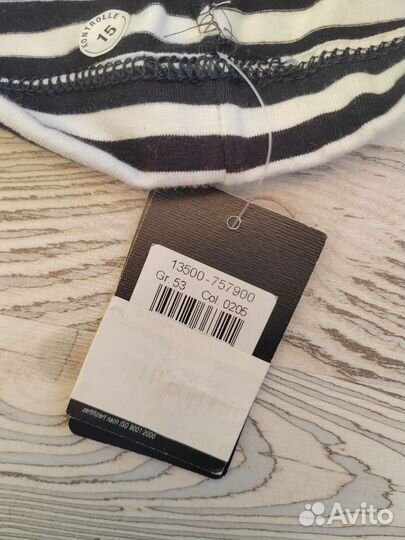 KONTROLLE
15
13500-757900
Gr. 53 Col. 0205
zertifiziert nach ISO 9001:2000
Avito